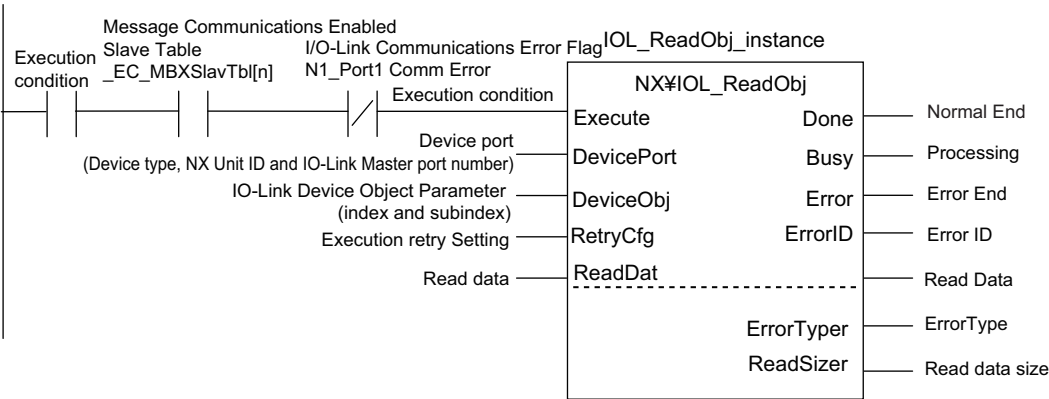 Message Communications Enabled
Slave Table
_EC_MBXSlavTbl[n]
Execution
condition
I/O-Link Communications Error Flag
N1_Port1 Comm Error
Execution condition
IOL_ReadObj_instance
NX¥IOL_ReadObj
Execute
Done
Normal End
Device port
(Device type, NX Unit ID and IO-Link Master port number)
DevicePort
Busy
Processing
IO-Link Device Object Parameter
(index and subindex)
DeviceObj
Error
Error End
Execution retry Setting
RetryCfg
ErrorID
Error ID
Read data
ReadDat
Read Data
ErrorTyper
ErrorType
ReadSizer
Read data size